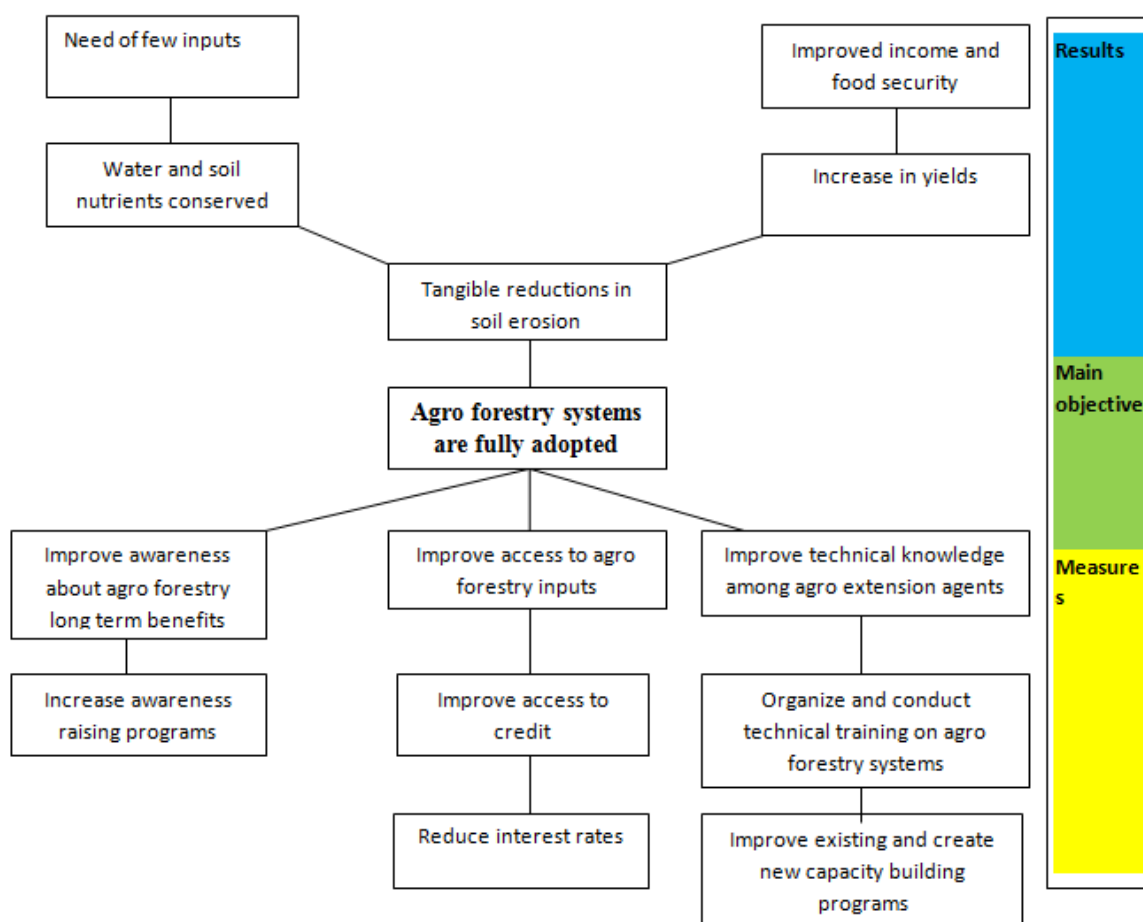 Need of few inputs
Improved income and
food security
Results
Water and soil
nutrients conserved
Increase in yields
Tangible reductions in
soil erosion
Agro forestry systems
are fully adopted
Main
objective
Improve awareness
about agro forestry
long term benefits
Improve access to agro
forestry inputs
Improve technical knowledge
among agro extension agents
Measure
s
Increase awareness
raising programs
Improve access to
credit
Organize and conduct
technical training on agro
forestry systems
Reduce interest rates
Improve existing and create
new capacity building
programs